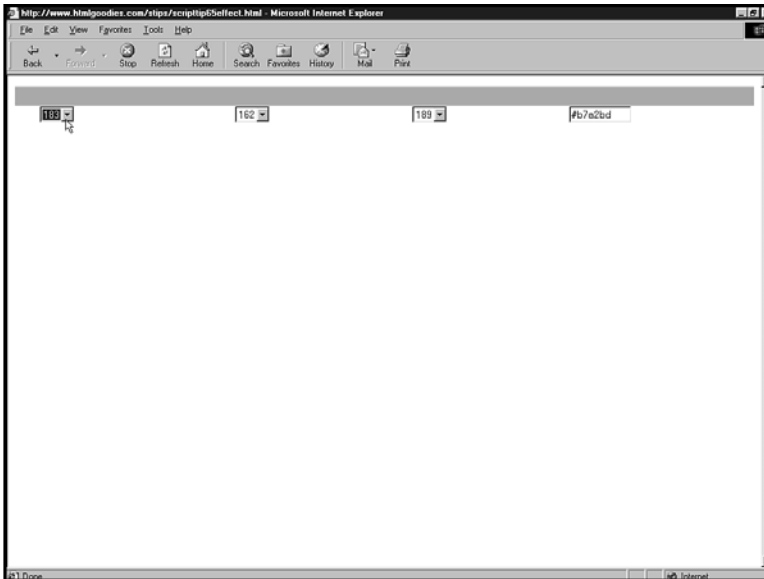 http://www.htmlgoodies.com/stips/scripttip65effect.html - Microsoft Internet Explorer
File Edit View Favorites Tools Help
Back Forward Stop Refresh Home Search Favorites History Mail Print
183 162 189 #b7a2bd
Done Internet